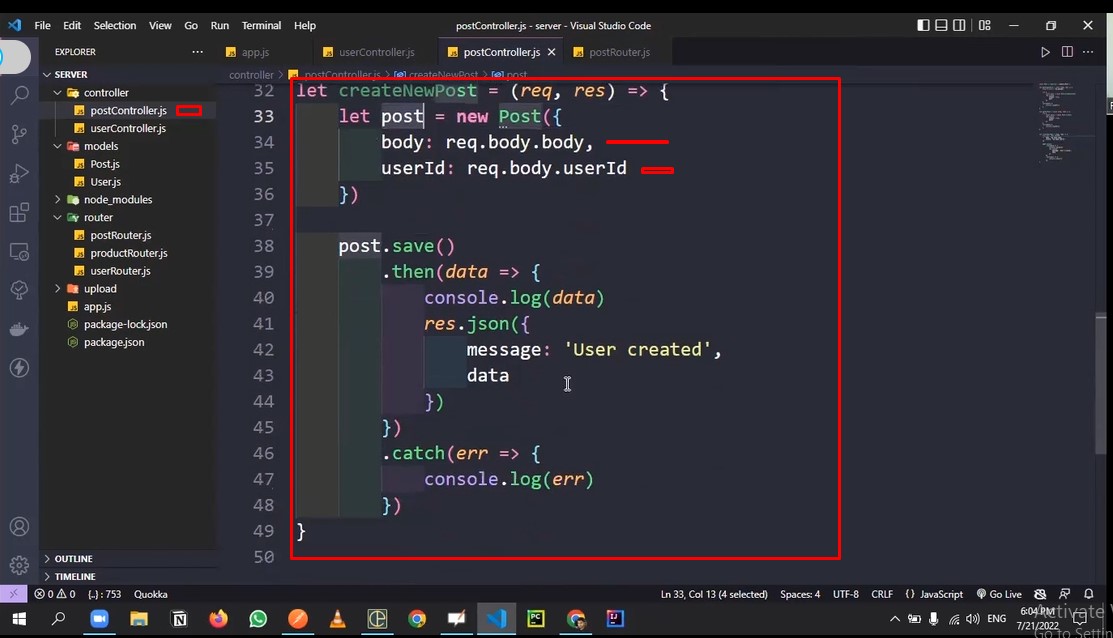 File Edit Selection View Go Run Terminal Help
postController.js - server - Visual Studio Code
EXPLORER
app.js
userController.js
postController.js
postRouter.js
SERVER
controller > postController.js > createNewPost > post
controller
postController.js
userController.js
models
Post.js
User.js
node_modules
router
postRouter.js
productRouter.js
userRouter.js
upload
app.js
package-lock.json
package.json
OUTLINE
TIMELINE
32 let createNewPost = (req, res) => {
33 let post = new Post({
34 body: req.body.body,
35 userId: req.body.userId
36 })
37
38 post.save()
39 .then(data => {
40 console.log(data)
41 res.json({
42 message: 'User created',
43 data
44 })
45 })
46 .catch(err => {
47 console.log(err)
48 })
49 }
50
0 0 {..} : 753 Quokka
Ln 33, Col 13 (4 selected) Spaces: 4 UTF-8 CRLF {} JavaScript Go Live
ENG
6:04 PM
7/21/2022
Activate W
Go to Settin